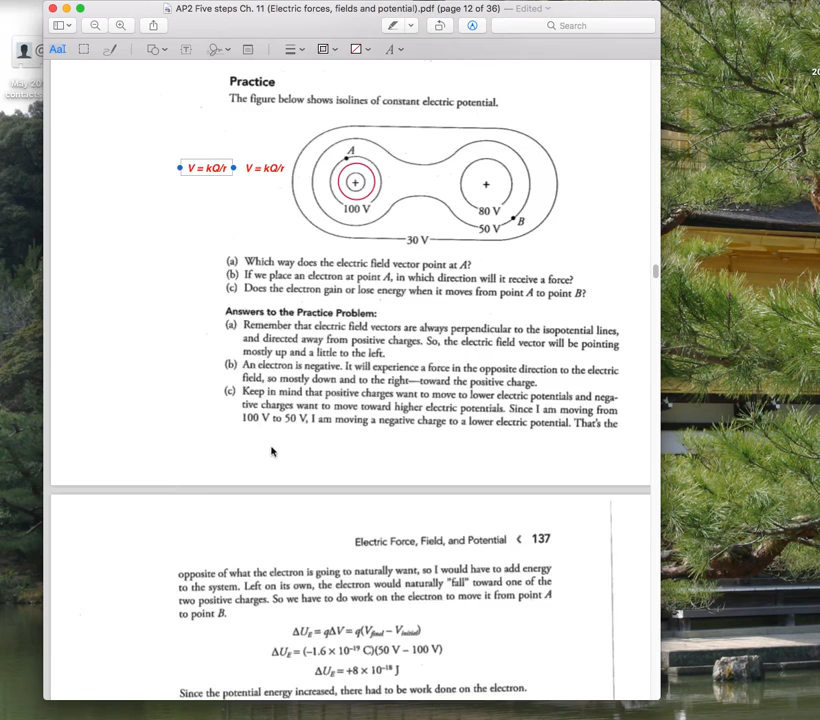 AP2 Five steps Ch. 11 (Electric forces, fields and potential).pdf (page 12 of 36) — Edited
Search
AaI
T
A
May 20
contacts
20
Practice
The figure below shows isolines of constant electric potential.
V = kQ/r V = kQ/r
A
+ +
100 V 80 V
B
50 V
30 V
(a) Which way does the electric field vector point at A?
(b) If we place an electron at point A, in which direction will it receive a force?
(c) Does the electron gain or lose energy when it moves from point A to point B?
Answers to the Practice Problem:
(a) Remember that electric field vectors are always perpendicular to the isopotential lines,
and directed away from positive charges. So, the electric field vector will be pointing
mostly up and a little to the left.
(b) An electron is negative. It will experience a force in the opposite direction to the electric
field, so mostly down and to the right—toward the positive charge.
(c) Keep in mind that positive charges want to move to lower electric potentials and nega-
tive charges want to move toward higher electric potentials. Since I am moving from
100 V to 50 V, I am moving a negative charge to a lower electric potential. That's the
Electric Force, Field, and Potential < 137
opposite of what the electron is going to naturally want, so I would have to add energy
to the system. Left on its own, the electron would naturally "fall" toward one of the
two positive charges. So we have to do work on the electron to move it from point A
to point B.
ΔU_E = qΔV = q(V_final − V_initial)
ΔU_E = (−1.6 × 10⁻¹⁹ C)(50 V − 100 V)
ΔU_E = +8 × 10⁻¹⁸ J
Since the potential energy increased, there had to be work done on the electron.